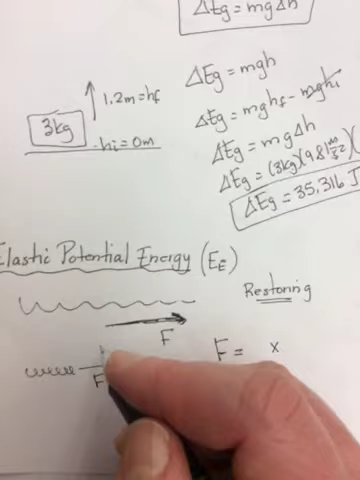 ΔEg = mgΔh
ΔEg = mgh
1.2m = hf
ΔEg = mghf - mghi
3kg
hi = 0m
ΔEg = mgΔh
ΔEg = (3kg)(9.81 m/s²)(
ΔEg = 35.316 J
Elastic Potential Energy (EE)
Restoring
F
F = x
F